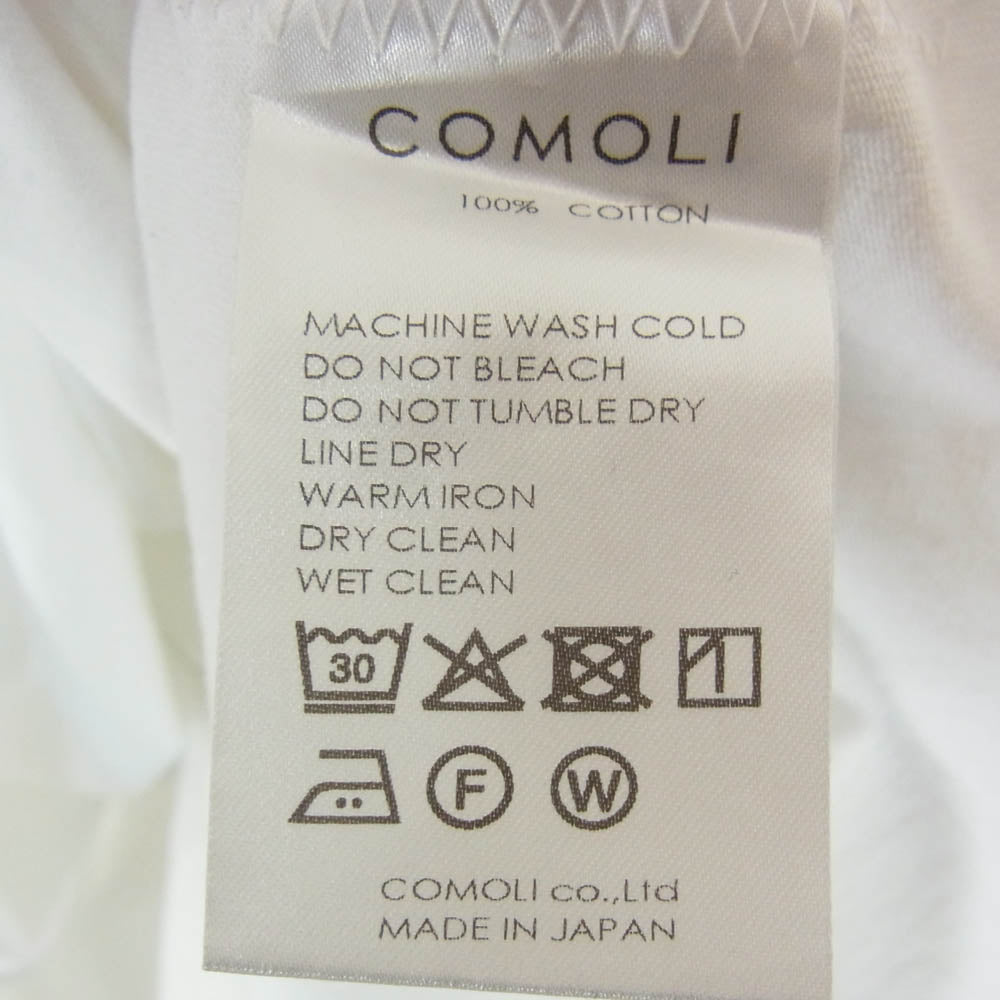 COMOLI
100% COTTON
MACHINE WASH COLD
DO NOT BLEACH
DO NOT TUMBLE DRY
LINE DRY
WARM IRON
DRY CLEAN
WET CLEAN
30
F W
COMOLI co.,Ltd
MADE IN JAPAN